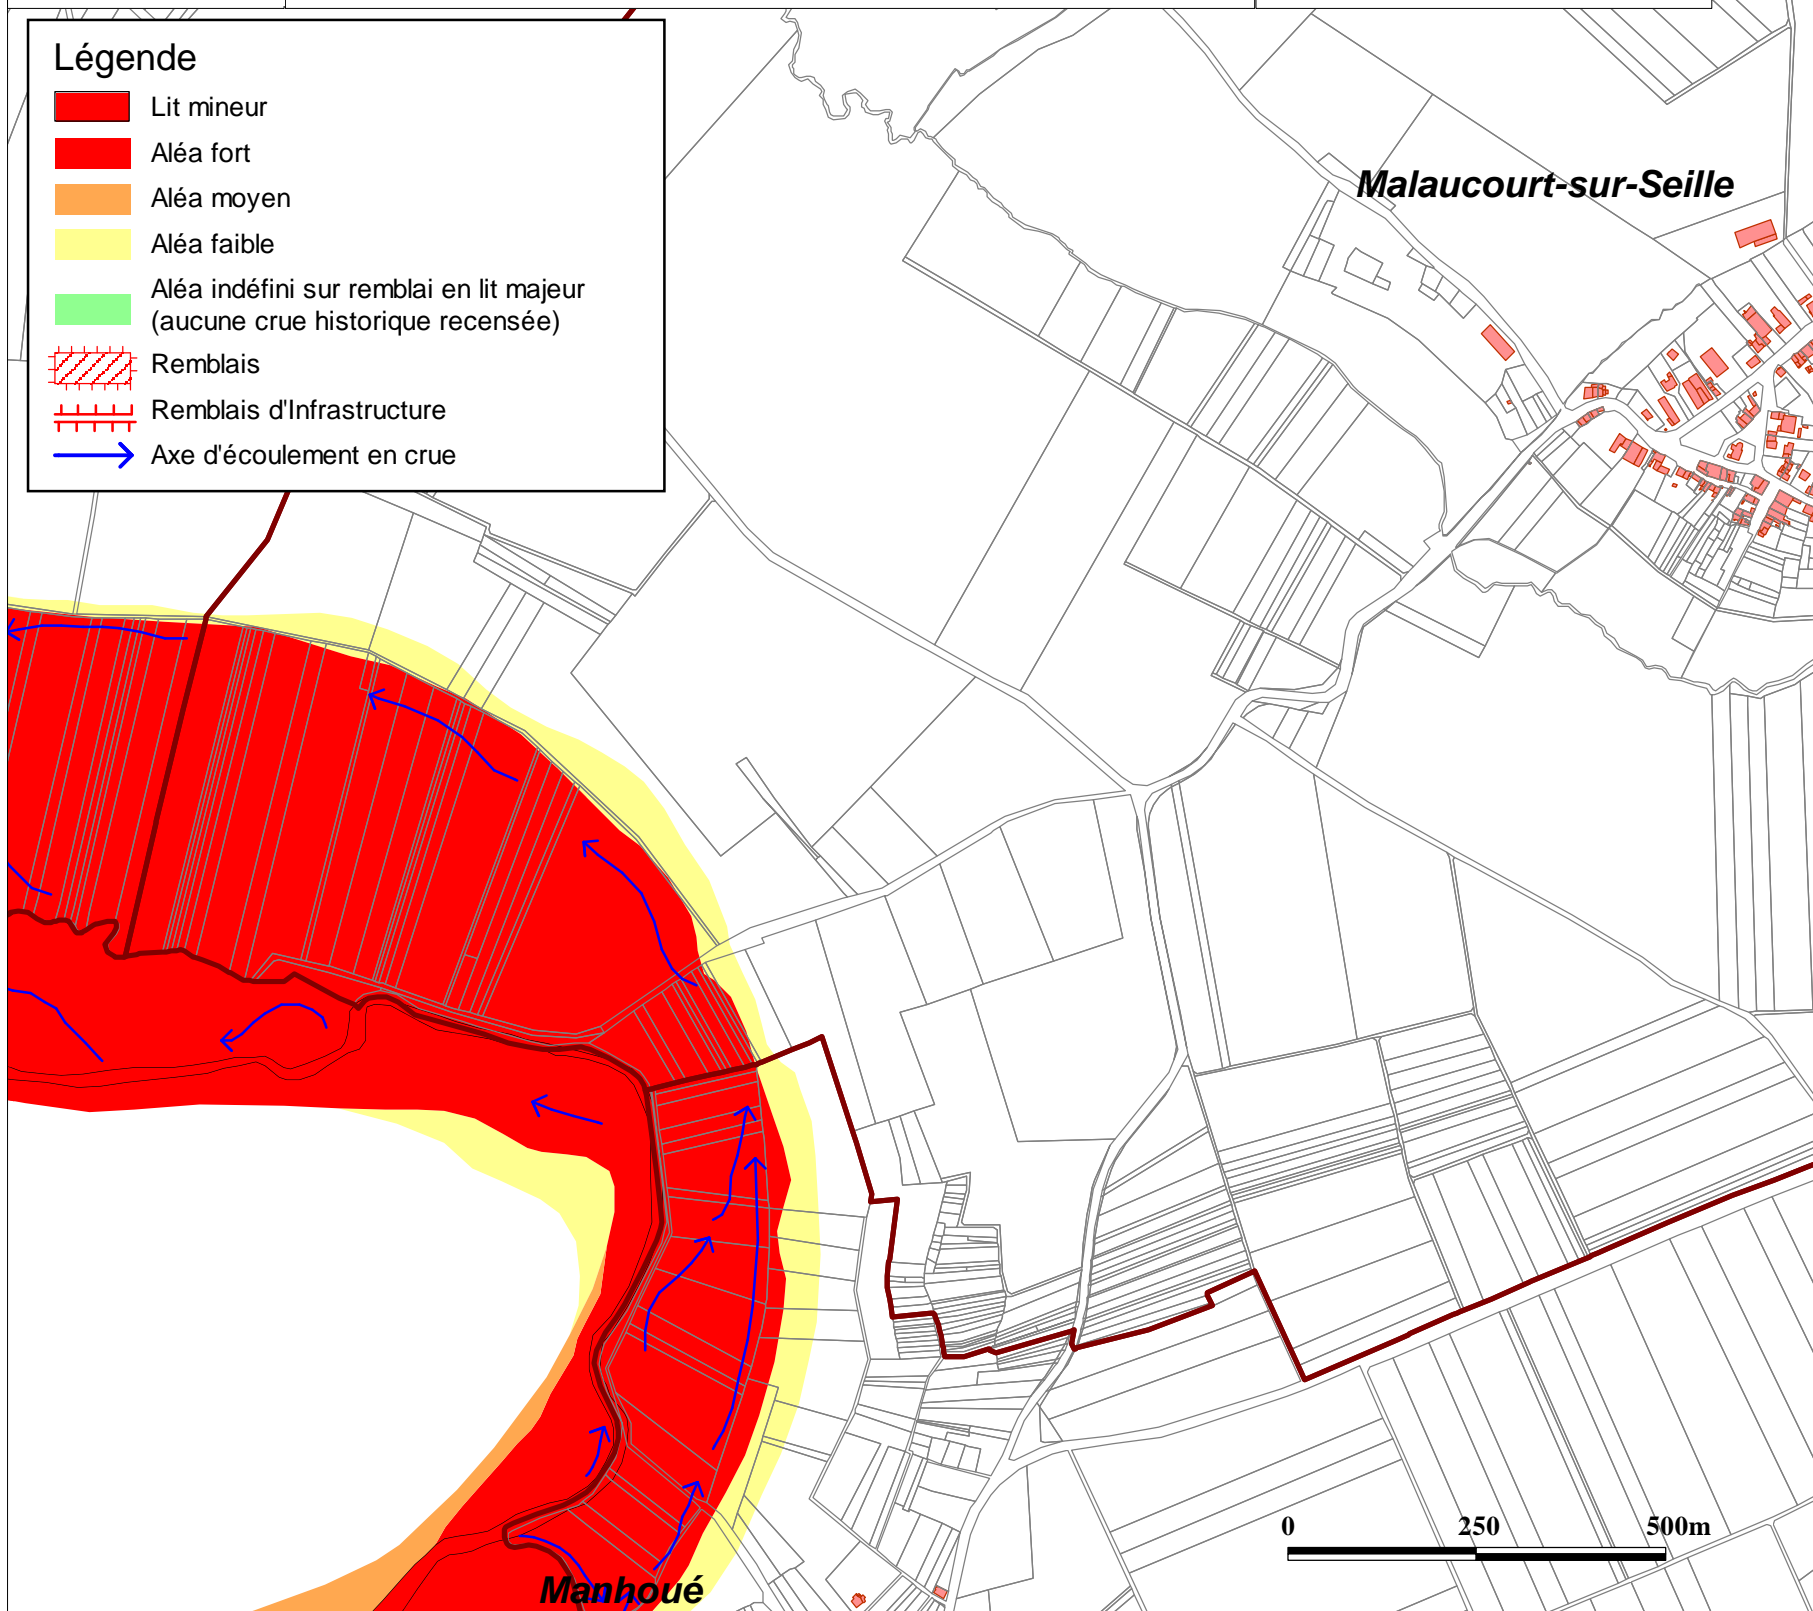 Légende
Lit mineur
Aléa fort
Aléa moyen
Aléa faible
Aléa indéfini sur remblai en lit majeur
(aucune crue historique recensée)
Remblais
Remblais d'Infrastructure
Axe d'écoulement en crue
Malaucourt-sur-Seille
0 250 500m
Manhoué